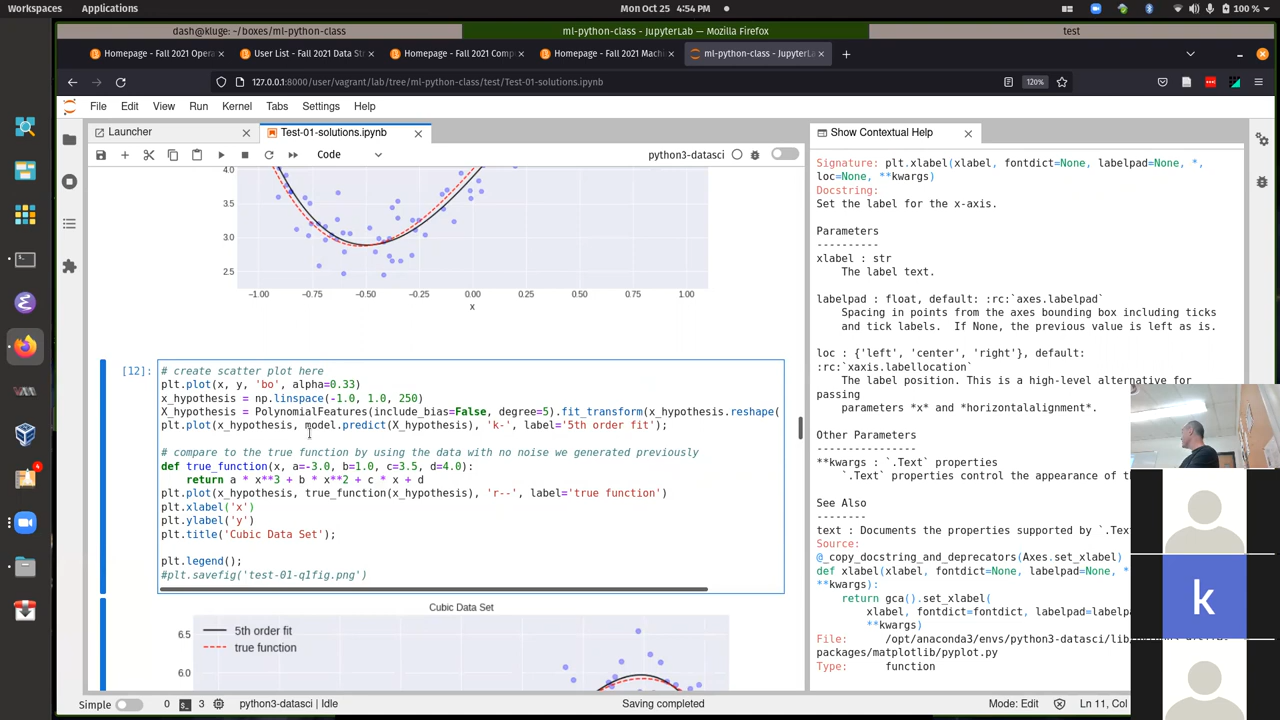 Workspaces Applications Mon Oct 25 4:54 PM 100 %
dash@kluge: ~/boxes/ml-python-class ml-python-class - JupyterLab — Mozilla Firefox test
Homepage - Fall 2021 Opera User List - Fall 2021 Data St Homepage - Fall 2021 Comp Homepage - Fall 2021 Machi ml-python-class - JupyterLab
127.0.0.1:8000/user/vagrant/lab/tree/ml-python-class/test/Test-01-solutions.ipynb 120%
File Edit View Run Kernel Tabs Settings Help
Launcher Test-01-solutions.ipynb Show Contextual Help
Code python3-datasci
4.0
3.5
3.0
2.5
−1.00 −0.75 −0.50 −0.25 0.00 0.25 0.50 0.75 1.00
x
[12]: # create scatter plot here
plt.plot(x, y, 'bo', alpha=0.33)
x_hypothesis = np.linspace(-1.0, 1.0, 250)
X_hypothesis = PolynomialFeatures(include_bias=False, degree=5).fit_transform(x_hypothesis.reshape(
plt.plot(x_hypothesis, model.predict(X_hypothesis), 'k-', label='5th order fit');
# compare to the true function by using the data with no noise we generated previously
def true_function(x, a=-3.0, b=1.0, c=3.5, d=4.0):
    return a * x**3 + b * x**2 + c * x + d
plt.plot(x_hypothesis, true_function(x_hypothesis), 'r--', label='true function')
plt.xlabel('x')
plt.ylabel('y')
plt.title('Cubic Data Set');
plt.legend();
#plt.savefig('test-01-q1fig.png')
Cubic Data Set
6.5
6.0
5th order fit
true function
Signature: plt.xlabel(xlabel, fontdict=None, labelpad=None, *,
loc=None, **kwargs)
Docstring:
Set the label for the x-axis.
Parameters
----------
xlabel : str
    The label text.
labelpad : float, default: :rc:`axes.labelpad`
    Spacing in points from the axes bounding box including ticks
    and tick labels.  If None, the previous value is left as is.
loc : {'left', 'center', 'right'}, default:
:rc:`xaxis.labellocation`
    The label position. This is a high-level alternative for
passing
    parameters *x* and *horizontalalignment*.
Other Parameters
----------------
**kwargs : `.Text` properties
    `.Text` properties control the appearance of th
See Also
--------
text : Documents the properties supported by `.Text
Source:
@_copy_docstring_and_deprecators(Axes.set_xlabel)
def xlabel(xlabel, fontdict=None, labelpad=None, *
**kwargs):
    return gca().set_xlabel(
        xlabel, fontdict=fontdict, labelpad=labelp
**kwargs)
File: /opt/anaconda3/envs/python3-datasci/lib
packages/matplotlib/pyplot.py
Type: function
k
4
Simple 0 3 python3-datasci | Idle Saving completed Mode: Edit Ln 11, Col